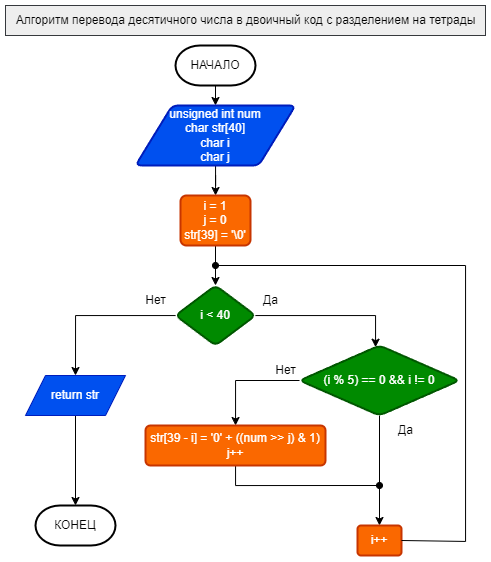 Алгоритм перевода десятичного числа в двоичный код с разделением на тетрады
НАЧАЛО
unsigned int num
char str[40]
char i
char j
i = 1
j = 0
str[39] = '\0'
Нет
i < 40
Да
return str
КОНЕЦ
Нет
(i % 5) == 0 && i != 0
Да
str[39 - i] = '0' + ((num >> j) & 1)
j++
i++